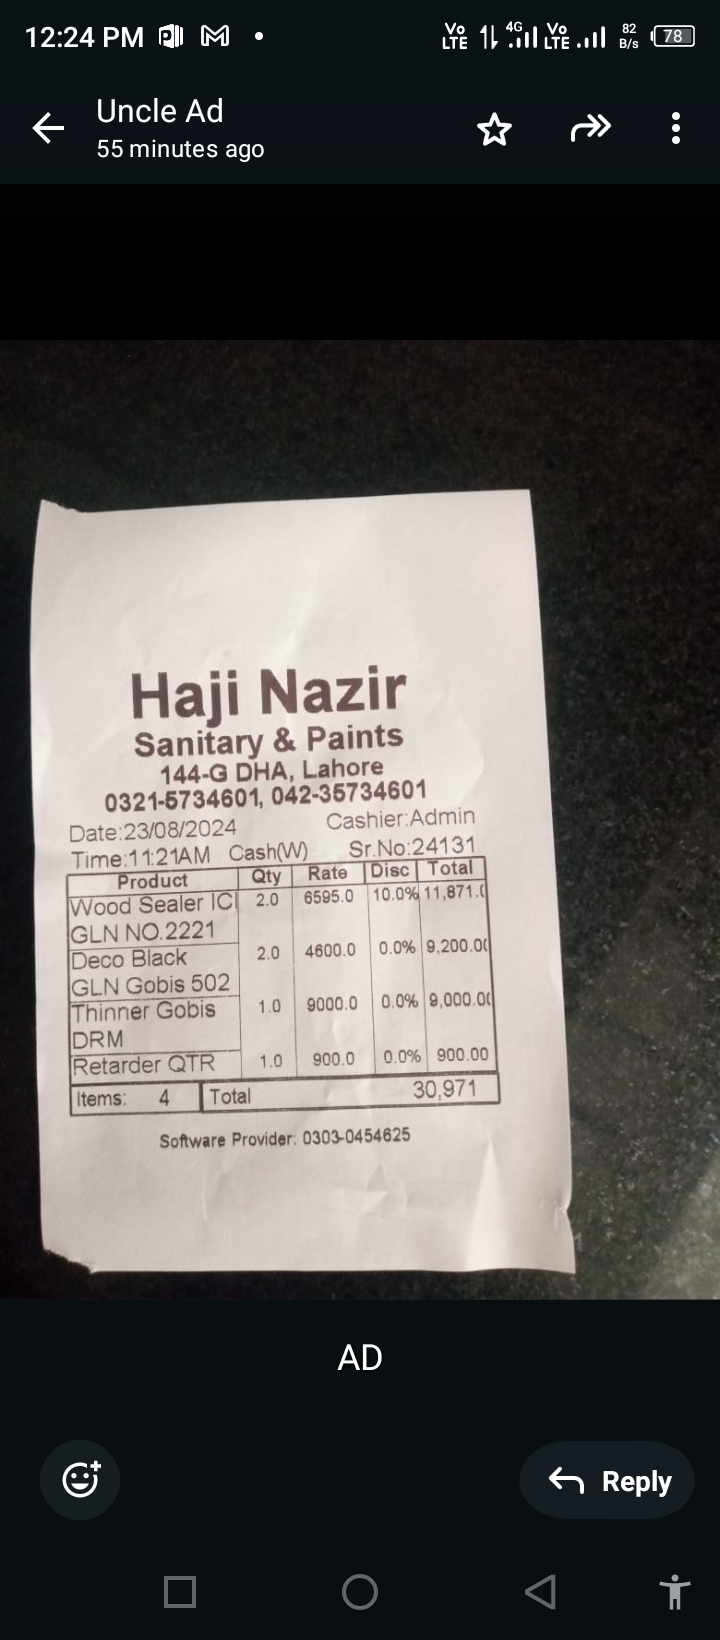 12:24 PM
Vo LTE 4G Vo LTE 82 B/s 78
Uncle Ad
55 minutes ago
Haji Nazir
Sanitary & Paints
144-G DHA, Lahore
0321-5734601, 042-35734601
Date:23/08/2024 Cashier:Admin
Time:11:21AM Cash(W) Sr.No:24131
Product Qty Rate Disc Total
Wood Sealer ICI 2.0 6595.0 10.0% 11,871.0
GLN NO.2221
Deco Black 2.0 4600.0 0.0% 9,200.00
GLN Gobis 502
Thinner Gobis 1.0 9000.0 0.0% 9,000.00
DRM
Retarder QTR 1.0 900.0 0.0% 900.00
Items: 4 Total 30,971
Software Provider: 0303-0454625
AD
Reply